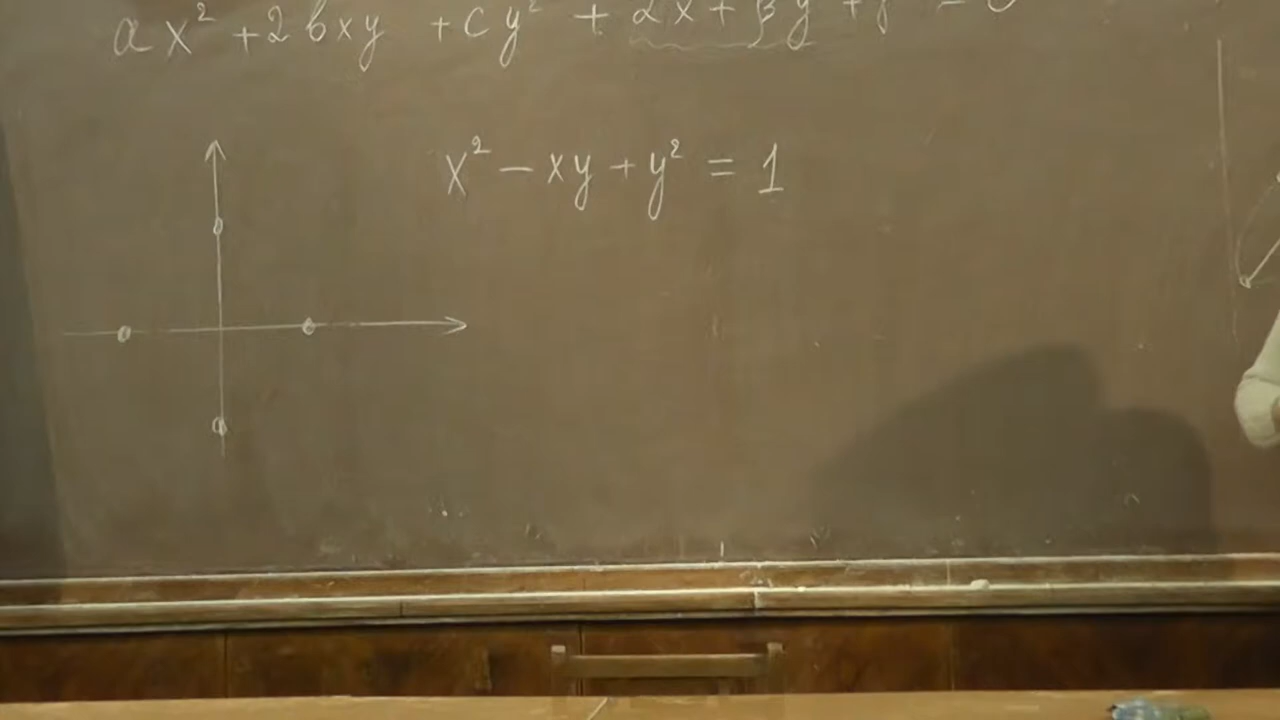 ax² + 2bxy + cy² + αx + βy + γ = 0
x² – xy + y² = 1